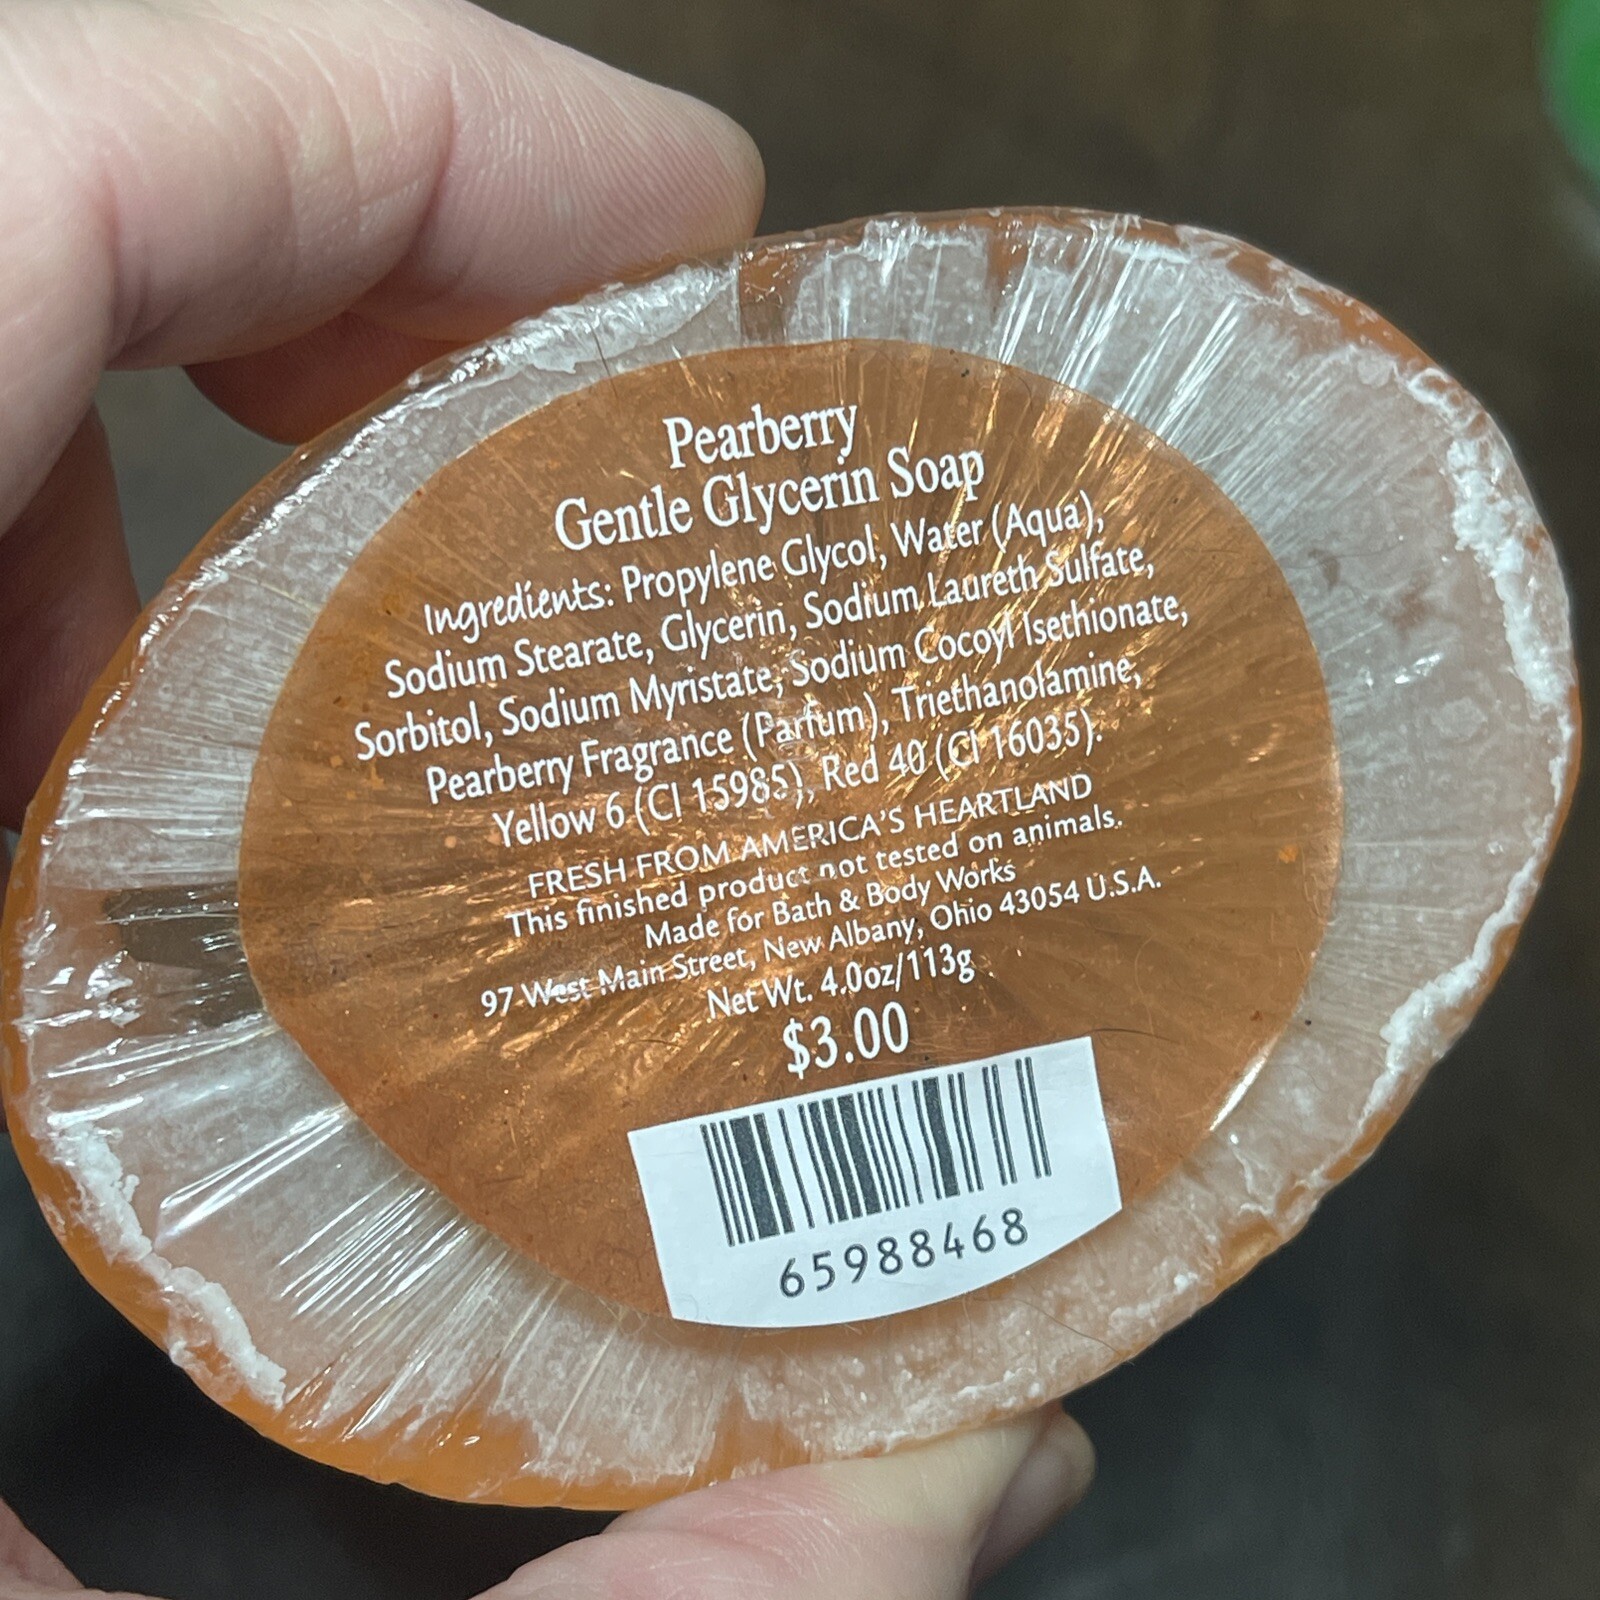 Pearberry
Gentle Glycerin Soap
Ingredients: Propylene Glycol, Water (Aqua),
Sodium Stearate, Glycerin, Sodium Laureth Sulfate,
Sorbitol, Sodium Myristate, Sodium Cocoyl Isethionate,
Pearberry Fragrance (Parfum), Triethanolamine,
Yellow 6 (CI 15985), Red 40 (CI 16035).
FRESH FROM AMERICA'S HEARTLAND
This finished product not tested on animals.
Made for Bath & Body Works
97 West Main Street, New Albany, Ohio 43054 U.S.A.
Net Wt. 4.0oz/113g
$3.00
65988468